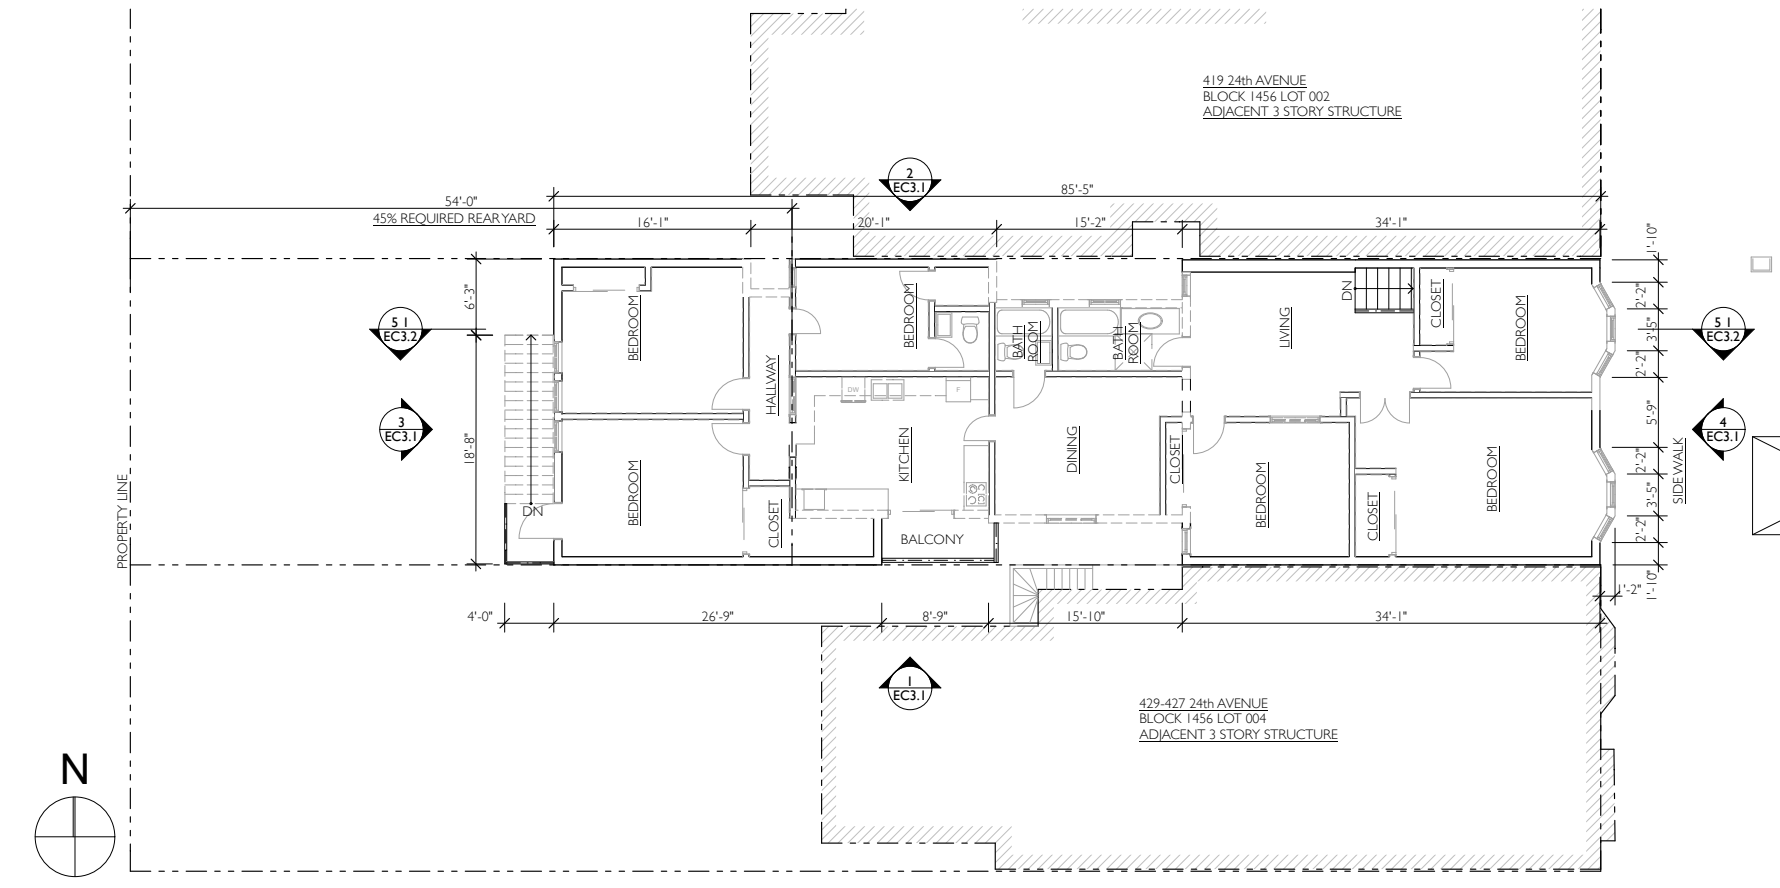 419 24th AVENUE
BLOCK 1456 LOT 002
ADJACENT 3 STORY STRUCTURE
2
EC3.1
85'-5"
54'-0"
45% REQUIRED REAR YARD
16'-1"
20'-1"
15'-2"
34'-1"
1'-10"
2'-2"
3'-5"
2'-2"
5'-9"
2'-2"
3'-5"
2'-2"
1'-10"
1'-2"
6'-3"
18'-8"
5 1
EC3.2
3
EC3.1
5 1
EC3.2
4
EC3.1
PROPERTY LINE
SIDEWALK
BEDROOM
HALLWAY
BEDROOM
BATH
ROOM
BATH
ROOM
LIVING
DN
CLOSET
BEDROOM
DW
F
KITCHEN
DINING
CLOSET
BEDROOM
CLOSET
BEDROOM
BEDROOM
CLOSET
DN
BALCONY
4'-0"
26'-9"
8'-9"
15'-10"
34'-1"
1
EC3.1
429-427 24th AVENUE
BLOCK 1456 LOT 004
ADJACENT 3 STORY STRUCTURE
N